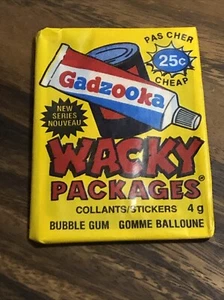 PAS CHER
25¢
CHEAP
Gadzooka
NEW
SERIES
NOUVEAU
WACKY
PACKAGES®
COLLANTS/STICKERS 4 g
BUBBLE GUM GOMME BALLOUNE